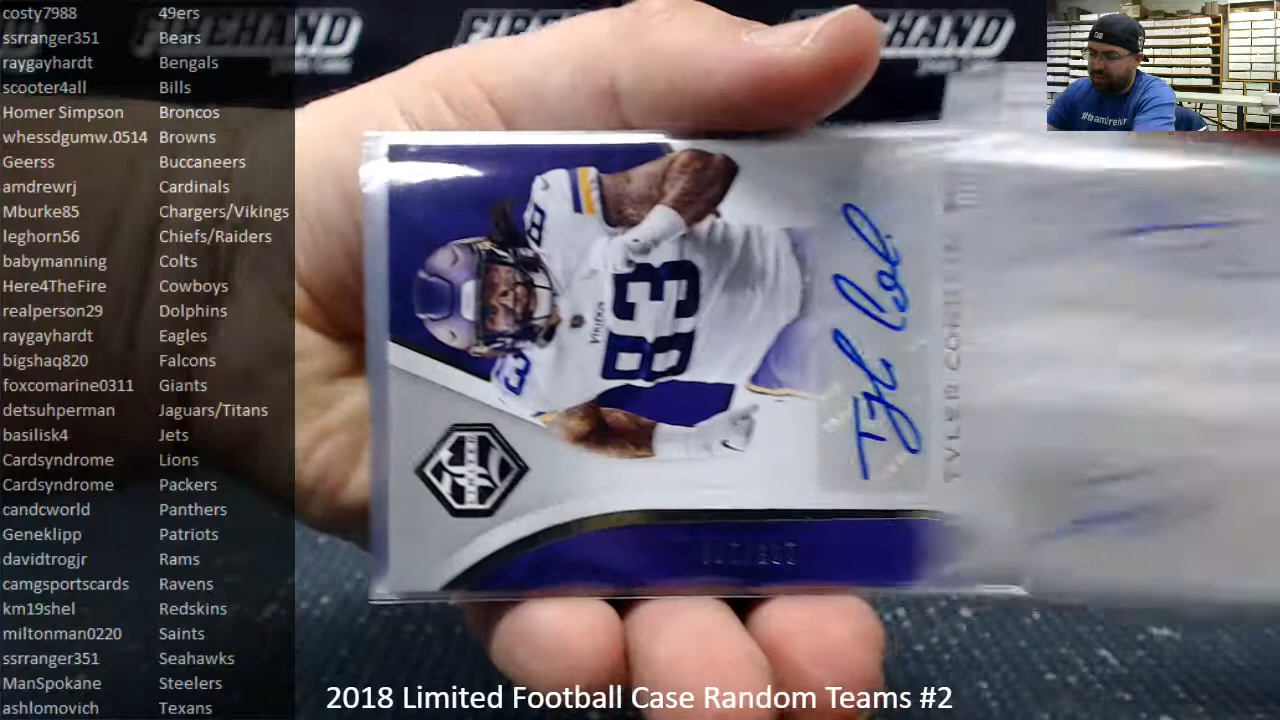 costy7988 49ers
ssrranger351 Bears
raygayhardt Bengals
scooter4all Bills
Homer Simpson Broncos
whessdgumw.0514 Browns
Geerss Buccaneers
amdrewrj Cardinals
Mburke85 Chargers/Vikings
leghorn56 Chiefs/Raiders
babymanning Colts
Here4TheFire Cowboys
realperson29 Dolphins
raygayhardt Eagles
bigshaq820 Falcons
foxcomarine0311 Giants
detsuhperman Jaguars/Titans
basilisk4 Jets
Cardsyndrome Lions
Cardsyndrome Packers
candcworld Panthers
Geneklipp Patriots
davidtrogjr Rams
camgsportscards Ravens
km19shel Redskins
miltonman0220 Saints
ssrranger351 Seahawks
ManSpokane Steelers
ashlomovich Texans
FIREHAND
83
VIKINGS
LIMITED
TYLER CONKLIN
2018 Limited Football Case Random Teams #2